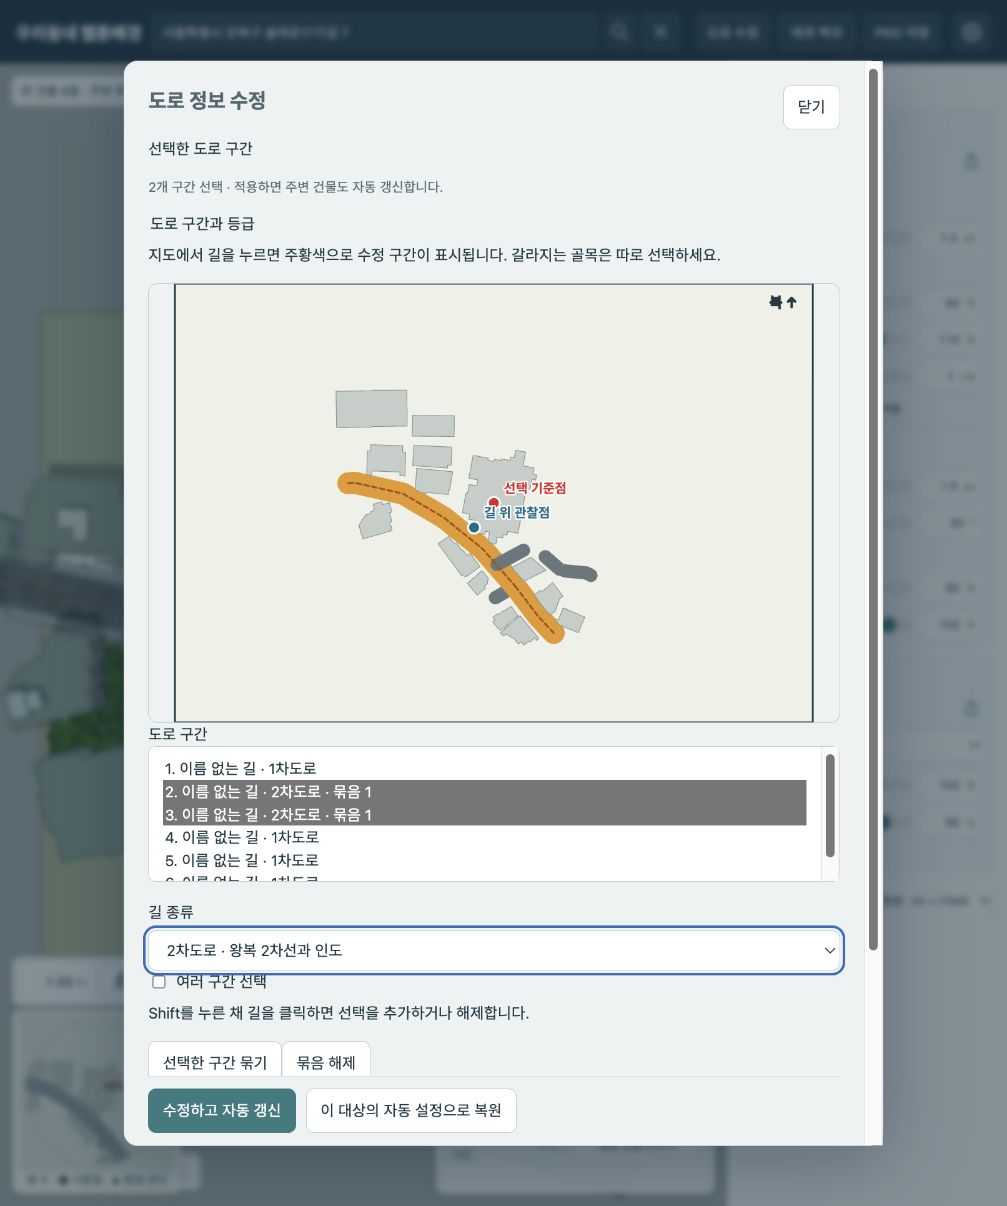 도로 정보 수정
닫기
선택한 도로 구간
2개 구간 선택 · 적용하면 주변 건물도 자동 갱신합니다.
도로 구간과 등급
지도에서 길을 누르면 주황색으로 수정 구간이 표시됩니다. 갈라지는 골목은 따로 선택하세요.
북↑
선택 기준점
길 위 관찰점
도로 구간
1. 이름 없는 길 · 1차도로
2. 이름 없는 길 · 2차도로 · 묶음 1
3. 이름 없는 길 · 2차도로 · 묶음 1
4. 이름 없는 길 · 1차도로
5. 이름 없는 길 · 1차도로
6. 이름 없는 길 · 1차도로
길 종류
2차도로 · 왕복 2차선과 인도
여러 구간 선택
Shift를 누른 채 길을 클릭하면 선택을 추가하거나 해제합니다.
선택한 구간 묶기
묶음 해제
수정하고 자동 갱신
이 대상의 자동 설정으로 복원